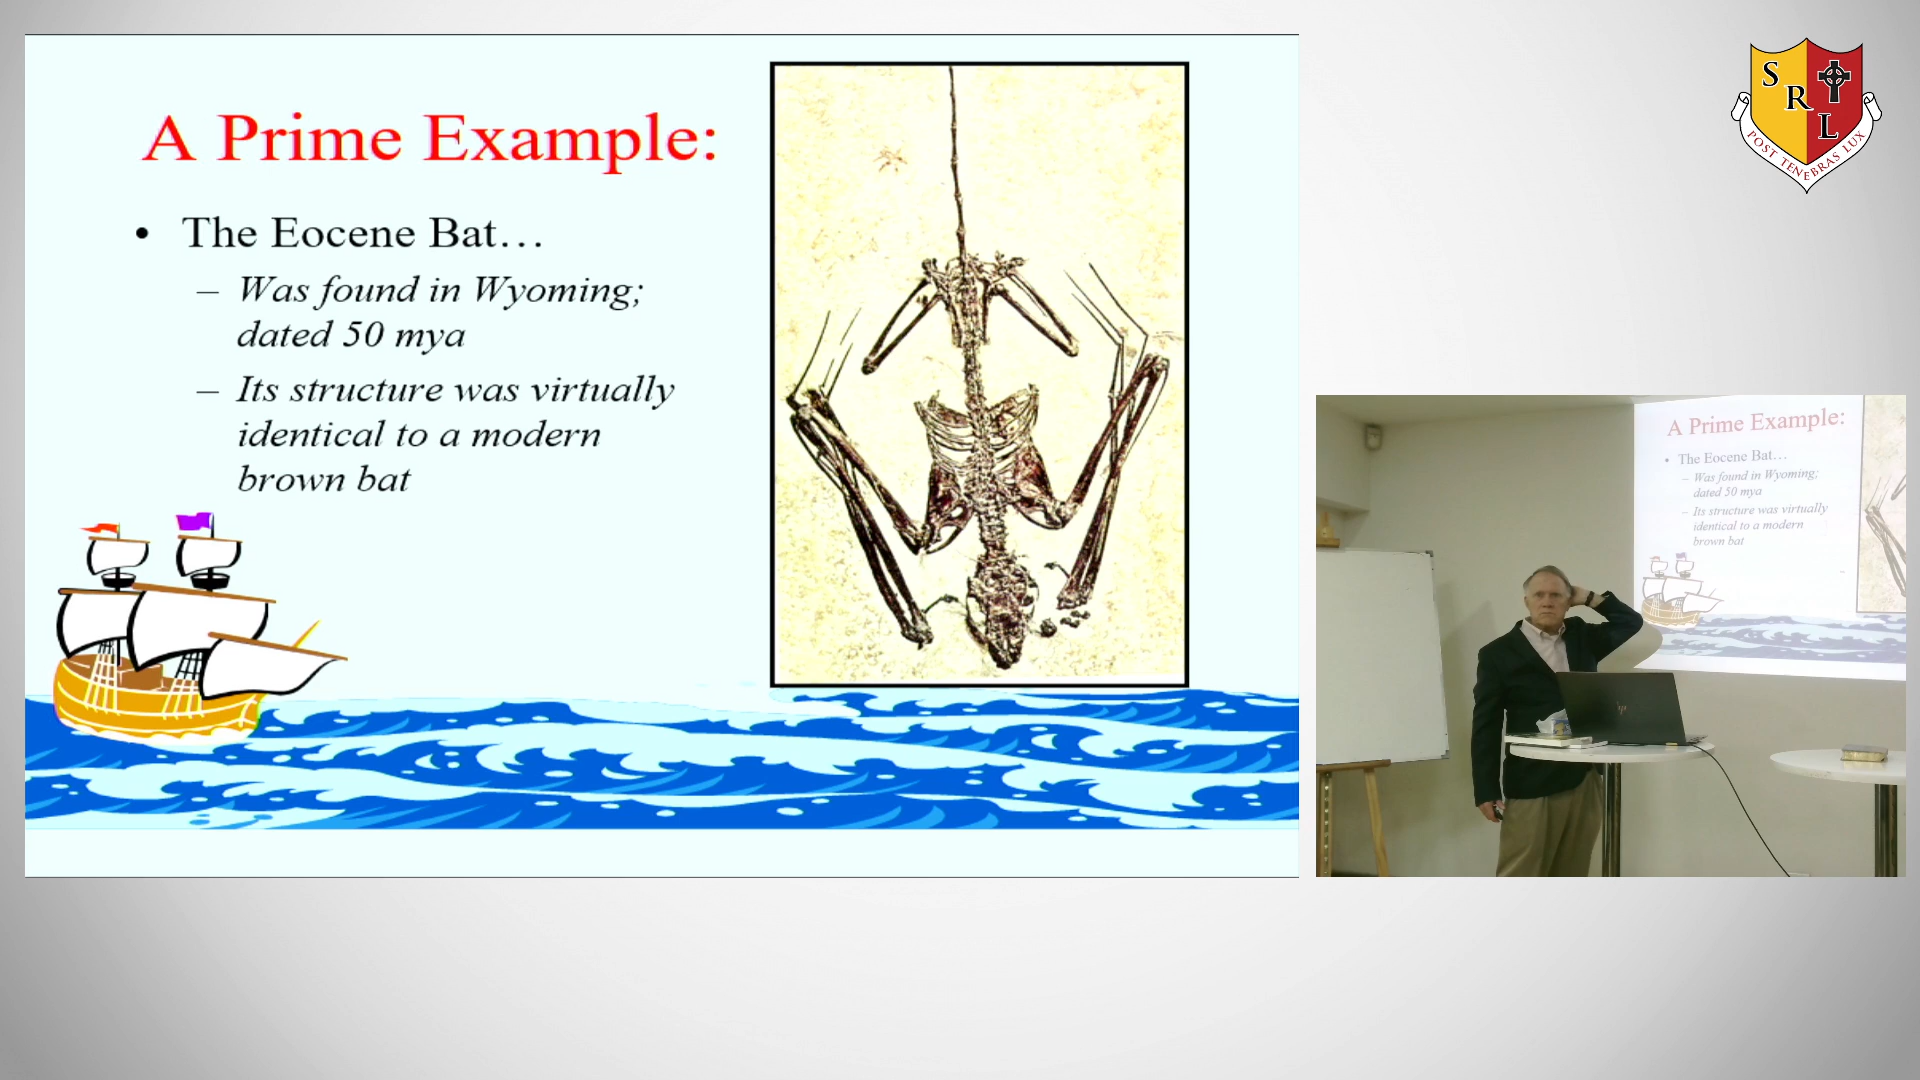 A Prime Example:
• The Eocene Bat…
– Was found in Wyoming;
dated 50 mya
– Its structure was virtually
identical to a modern
brown bat
S
R
L
POST TENEBRAS LUX
A Prime Example:
• The Eocene Bat…
– Was found in Wyoming;
dated 50 mya
– Its structure was virtually
identical to a modern
brown bat
hp